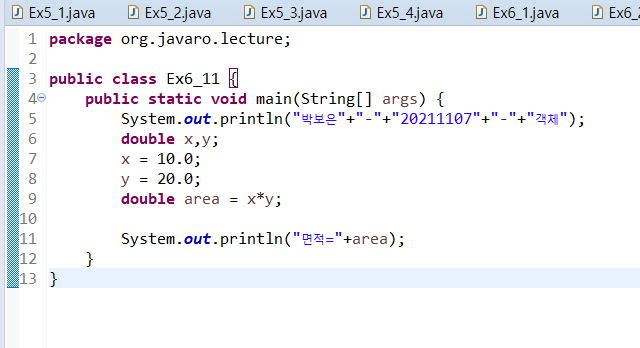 Ex5_1.java Ex5_2.java Ex5_3.java Ex5_4.java Ex6_1.java
1 package org.javaro.lecture;
2
3 public class Ex6_11 {
4 public static void main(String[] args) {
5 System.out.println("박보은"+"-"+"20211107"+"-"+"객체");
6 double x,y;
7 x = 10.0;
8 y = 20.0;
9 double area = x*y;
10
11 System.out.println("면적="+area);
12 }
13 }